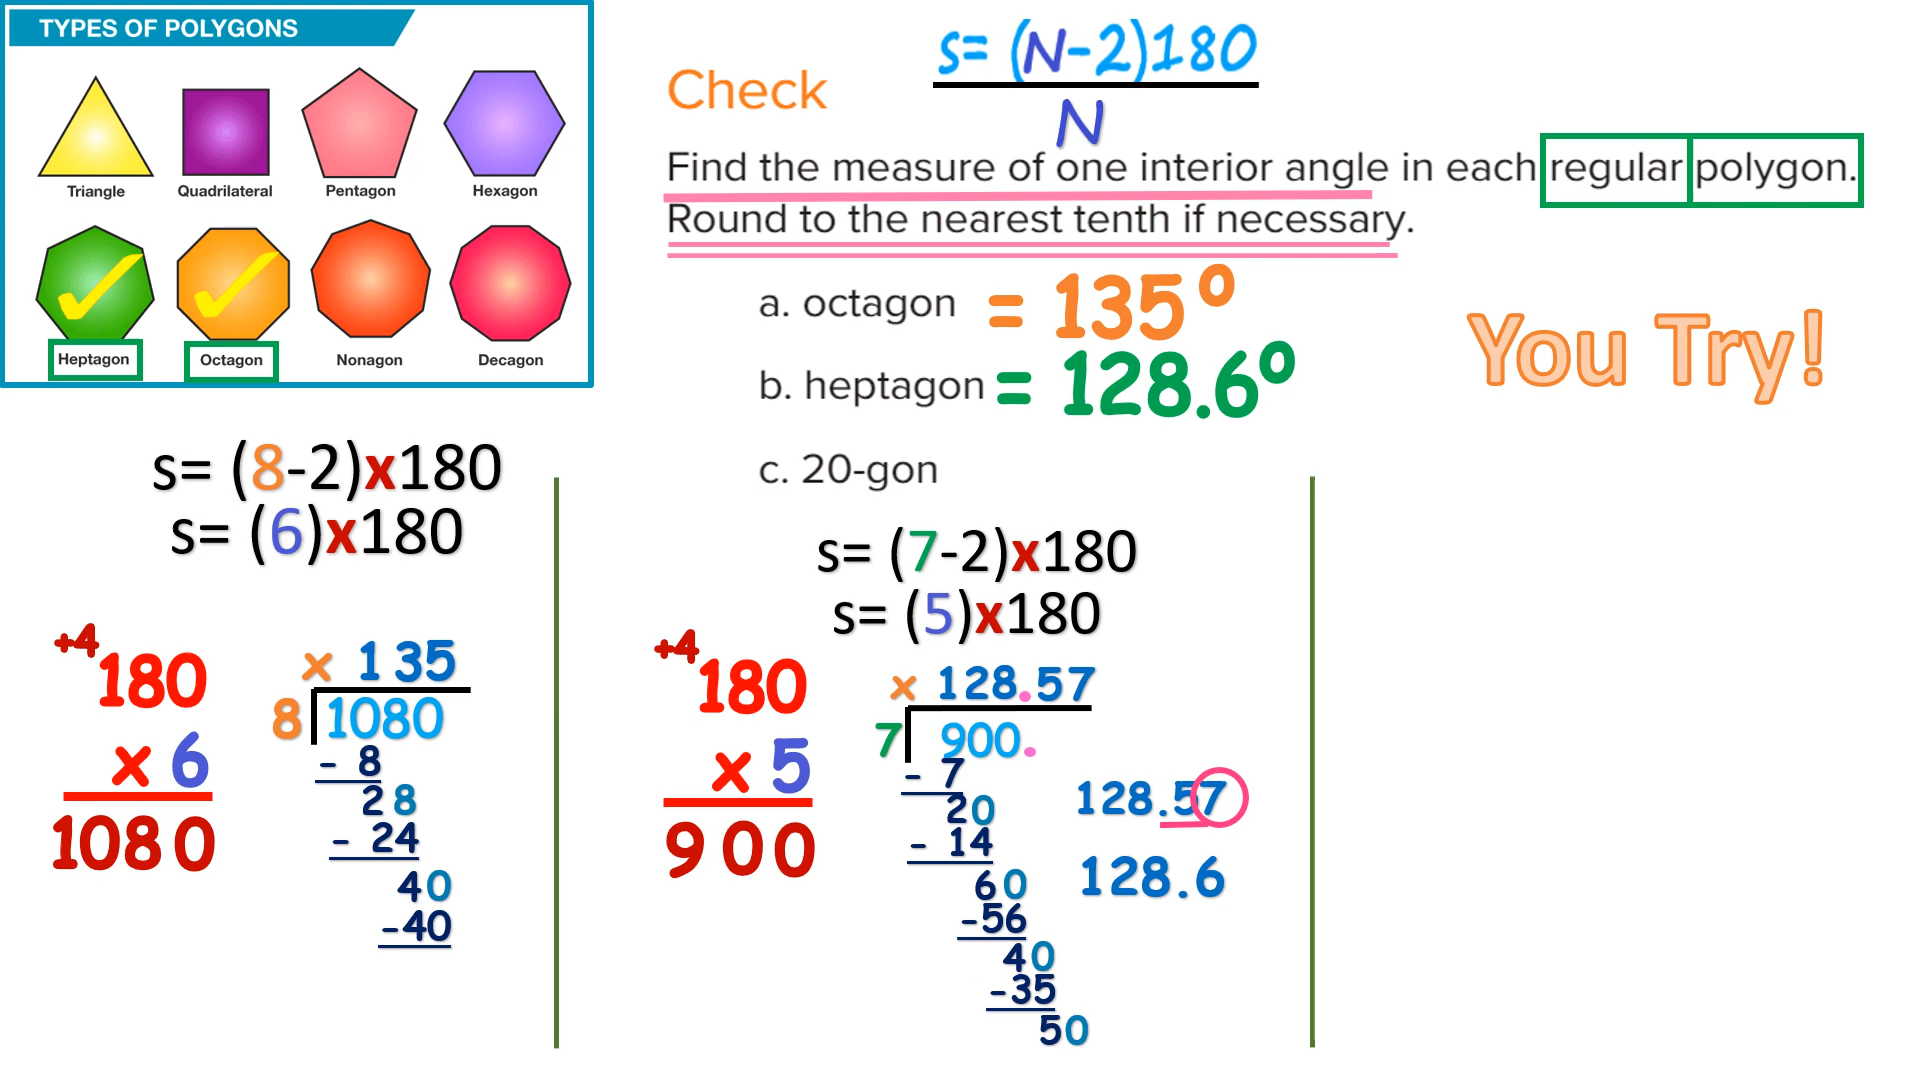 TYPES OF POLYGONS
Triangle
Quadrilateral
Pentagon
Hexagon
Heptagon
Octagon
Nonagon
Decagon
s= (N-2)180
N
Check
Find the measure of one interior angle in each regular polygon.
Round to the nearest tenth if necessary.
a. octagon = 135°
b. heptagon = 128.6°
c. 20-gon
You Try!
s= (8-2)x180
s= (6)x180
+4
180
x 6
1080
x 135
8 1080
- 8
28
- 24
40
-40
s= (7-2)x180
s= (5)x180
+4
180
x 5
900
x 128.57
7 900.
- 7
20
- 14
60
-56
40
-35
50
128.57
128.6